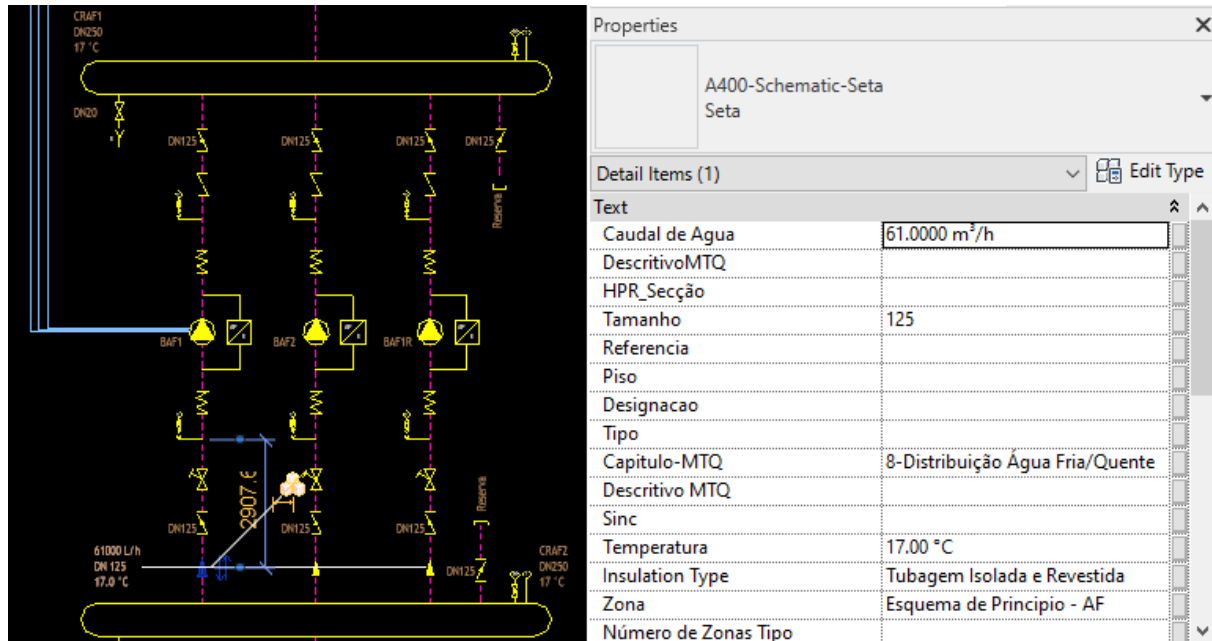 CRAF1
DN250
17 °C
DN20
DN125
DN125
DN125
DN125
Reserva
BAF1
BAF2
BAF1R
2907.6
Reserva
DN125
DN125
DN125
61000 L/h
DN 125
17.0 °C
DN125
CRAF2
DN250
17 °C
Properties
A400-Schematic-Seta
Seta
Detail Items (1)
Edit Type
Text
Caudal de Agua 61.0000 m³/h
DescritivoMTQ
HPR_Secção
Tamanho 125
Referencia
Piso
Designacao
Tipo
Capitulo-MTQ 8-Distribuição Água Fria/Quente
Descritivo MTQ
Sinc
Temperatura 17.00 °C
Insulation Type Tubagem Isolada e Revestida
Zona Esquema de Principio - AF
Número de Zonas Tipo